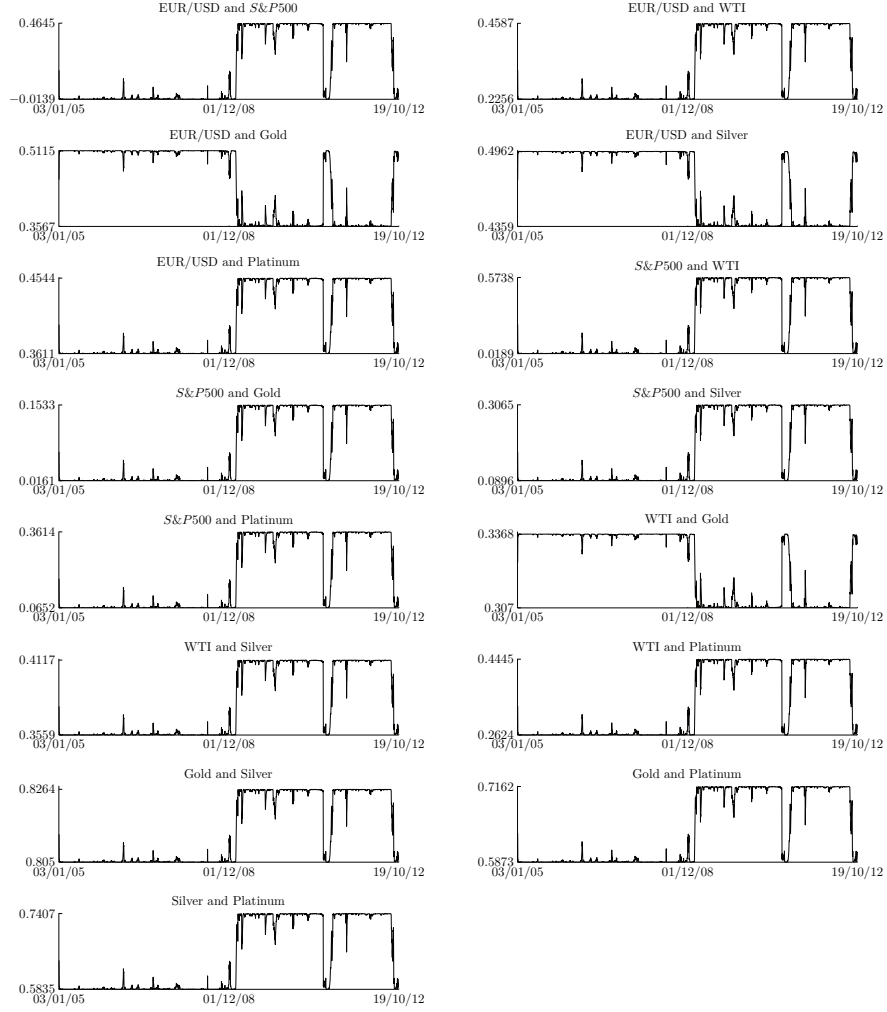 EUR/USD and S&P500
0.4645
−0.0139
03/01/05 01/12/08 19/10/12
EUR/USD and WTI
0.4587
0.2256
03/01/05 01/12/08 19/10/12
EUR/USD and Gold
0.5115
0.3567
03/01/05 01/12/08 19/10/12
EUR/USD and Silver
0.4962
0.4359
03/01/05 01/12/08 19/10/12
EUR/USD and Platinum
0.4544
0.3611
03/01/05 01/12/08 19/10/12
S&P500 and WTI
0.5738
0.0189
03/01/05 01/12/08 19/10/12
S&P500 and Gold
0.1533
0.0161
03/01/05 01/12/08 19/10/12
S&P500 and Silver
0.3065
0.0896
03/01/05 01/12/08 19/10/12
S&P500 and Platinum
0.3614
0.0652
03/01/05 01/12/08 19/10/12
WTI and Gold
0.3368
0.307
03/01/05 01/12/08 19/10/12
WTI and Silver
0.4117
0.3559
03/01/05 01/12/08 19/10/12
WTI and Platinum
0.4445
0.2624
03/01/05 01/12/08 19/10/12
Gold and Silver
0.8264
0.805
03/01/05 01/12/08 19/10/12
Gold and Platinum
0.7162
0.5873
03/01/05 01/12/08 19/10/12
Silver and Platinum
0.7407
0.5835
03/01/05 01/12/08 19/10/12